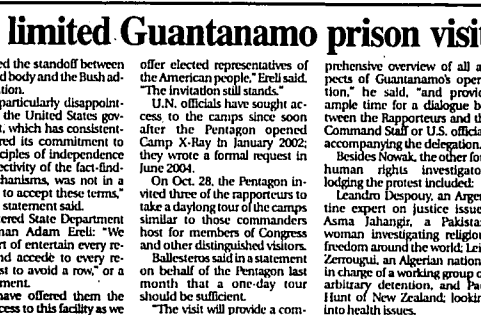 limited Guantanamo prison visi
ed the standoff between
d body and the Bush ad-
tion.
particularly disappoint-
the United States gov-
t, which has consistent-
red its commitment to
ciples of independence
ectivity of the fact-find-
chanisms, was not in a
to accept these terms,"
statement said.
ered State Department
man Adam Ereli: "We
rt of entertain every re-
nd accede to every re-
st to avoid a row," or a
ment.
have offered them the
cess to this facility as we
offer elected representatives of
the American people," Ereli said.
"The invitation still stands."
U.N. officials have sought ac-
cess to the camps since soon
after the Pentagon opened
Camp X-Ray in January 2002;
they wrote a formal request in
June 2004.
On Oct. 28, the Pentagon in-
vited three of the rapporteurs to
take a daylong tour of the camps
similar to those commanders
host for members of Congress
and other distinguished visitors.
Ballesteros said in a statement
on behalf of the Pentagon last
month that a one-day tour
should be sufficient.
"The visit will provide a com-
prehensive overview of all a
pects of Guantanamo's oper
tion," he said, "and provid
ample time for a dialogue b
tween the Rapporteurs and th
Command Staff or U.S. officia
accompanying the delegation.
Besides Nowak, the other fo
human rights investigato
lodging the protest included:
Leandro Despouy, an Arge
tine expert on justice issue
Asma Jahangir, a Pakista
woman investigating religio
freedom around the world; Lei
Zerrougui, an Algerian nation
in charge of a working group o
arbitrary detention, and Pa
Hunt of New Zealand; lookin
into health issues.